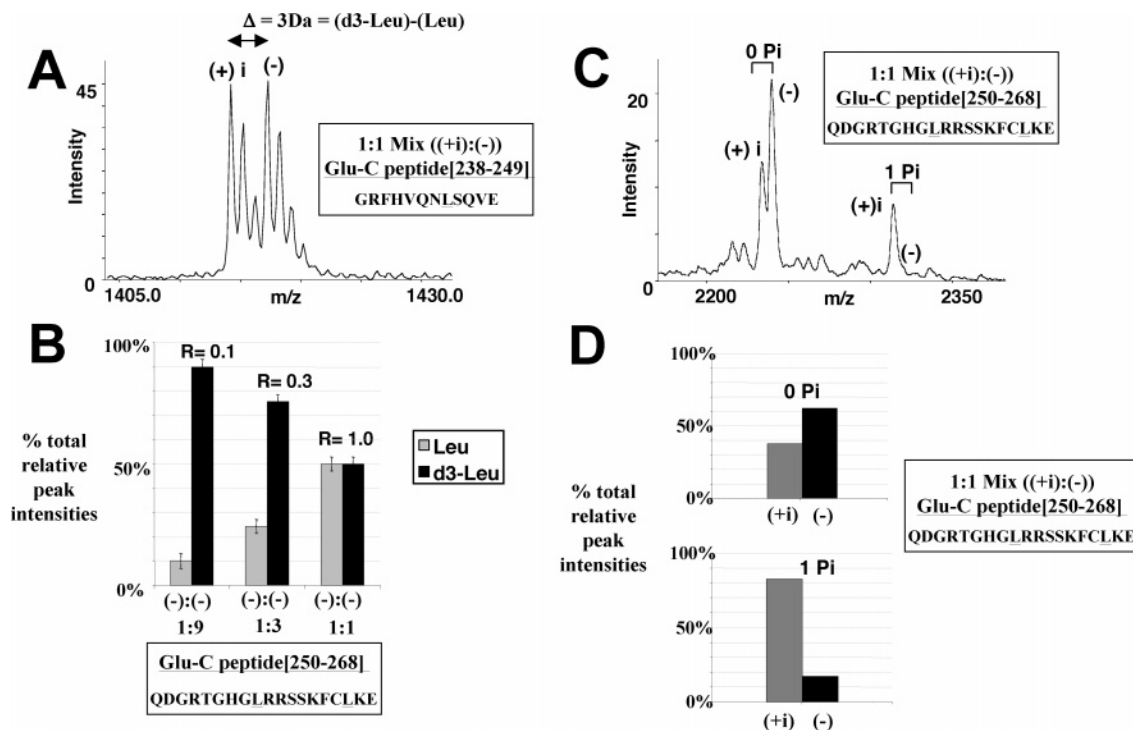 Δ = 3Da = (d3-Leu)-(Leu)
A
(+) i
(-)
45
Intensity
0
1405.0
m/z
1430.0
1:1 Mix ((+i):(-))
Glu-C peptide[238-249]
GRFHVQNLSQVE
C
0 Pi
(-)
(+) i
1 Pi
(+)i
(-)
20
Intensity
0
2200
m/z
2350
1:1 Mix ((+i):(-))
Glu-C peptide[250-268]
QDGRTGHGLRRSSKFCLKE
B
% total
relative
peak
intensities
100%
50%
0%
R= 0.1
R= 0.3
R= 1.0
Leu
d3-Leu
(-):(-)
(-):(-)
(-):(-)
1:9
1:3
1:1
Glu-C peptide[250-268]
QDGRTGHGLRRSSKFCLKE
D
% total
relative
peak
intensities
100%
50%
0%
0 Pi
(+i)
(-)
100%
50%
0%
1 Pi
(+i)
(-)
1:1 Mix ((+i):(-))
Glu-C peptide[250-268]
QDGRTGHGLRRSSKFCLKE